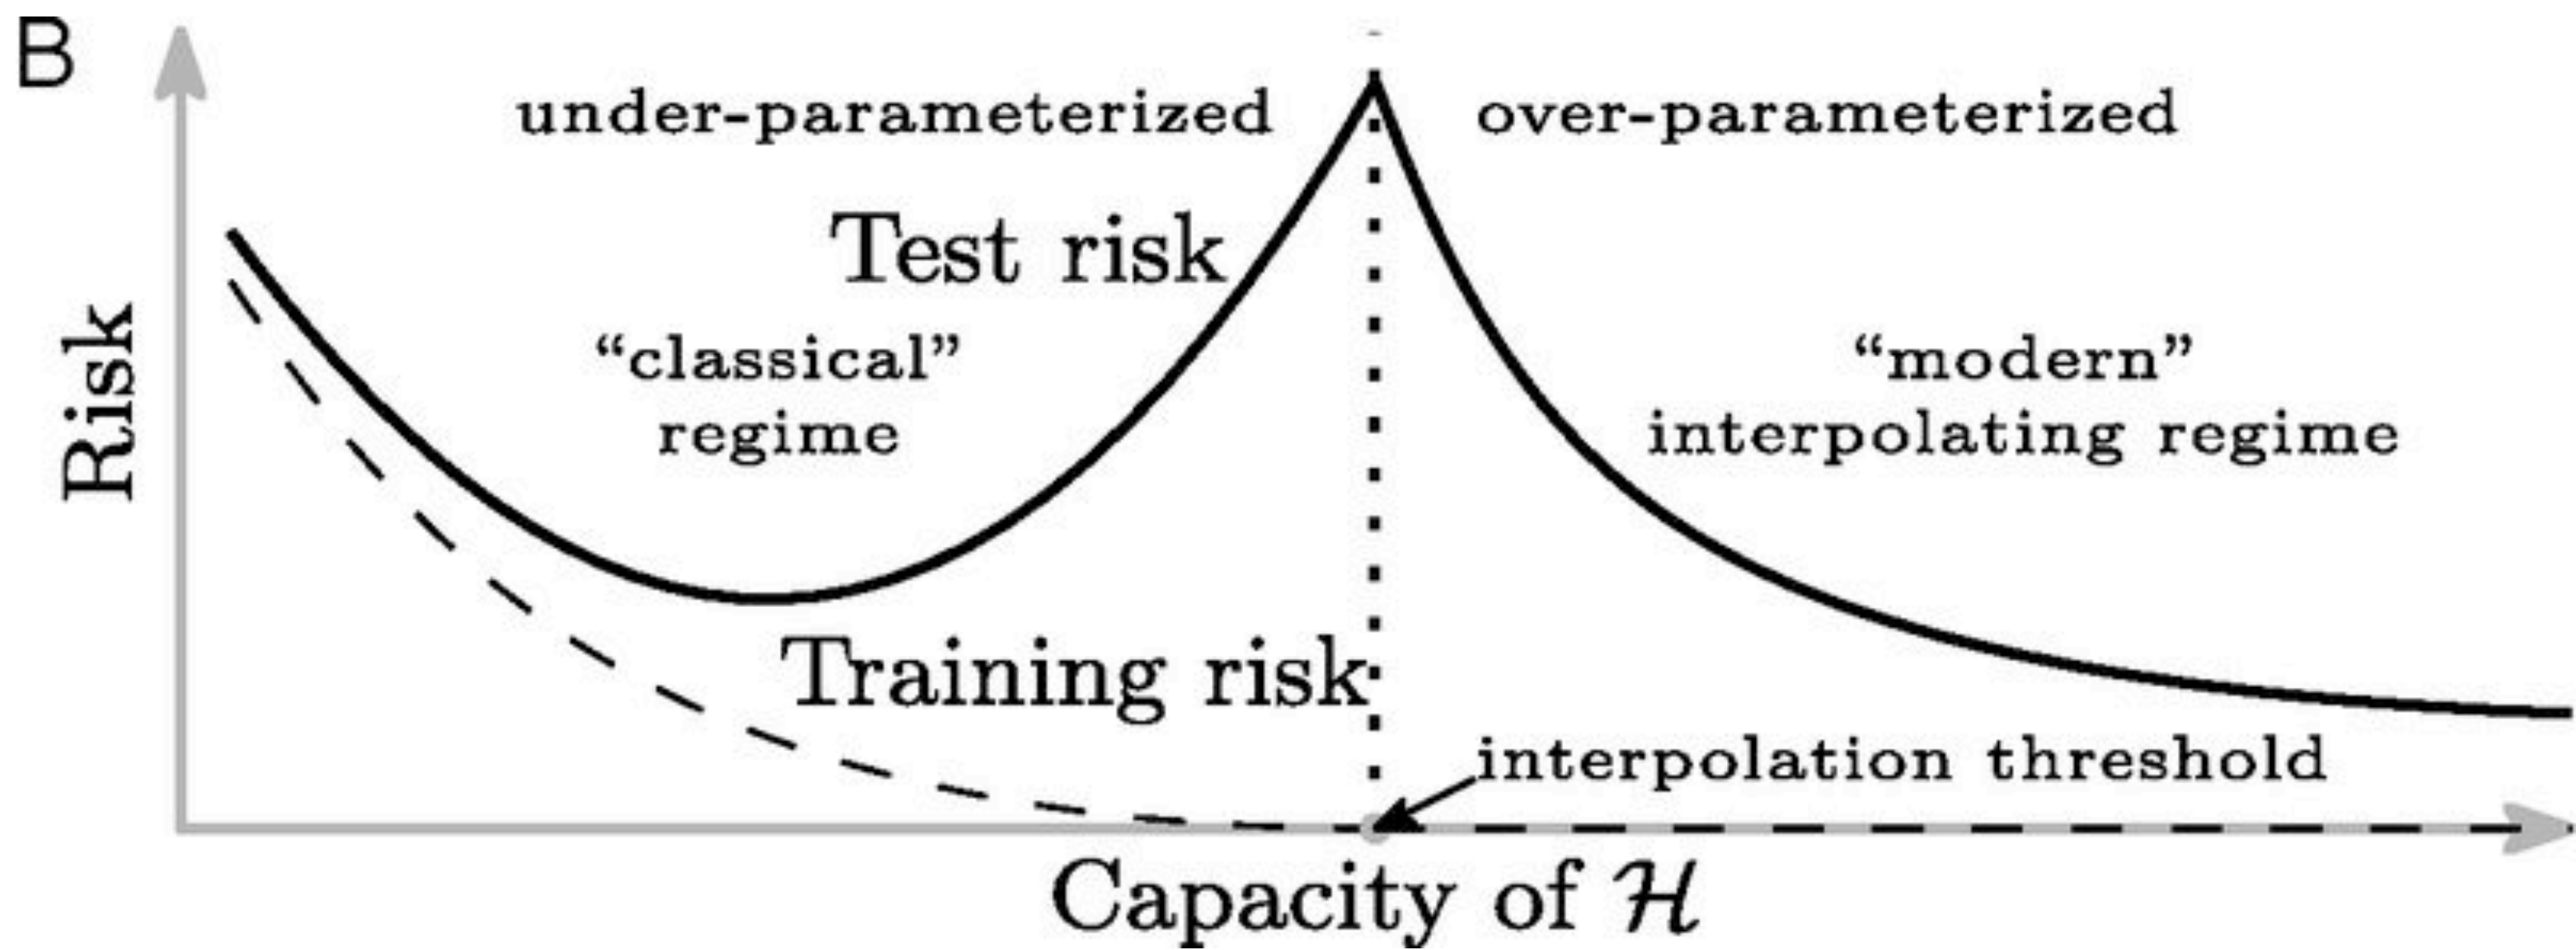 B
under-parameterized
over-parameterized
Test risk
“classical”
regime
“modern”
interpolating regime
Risk
Training risk
interpolation threshold
Capacity of ℋ